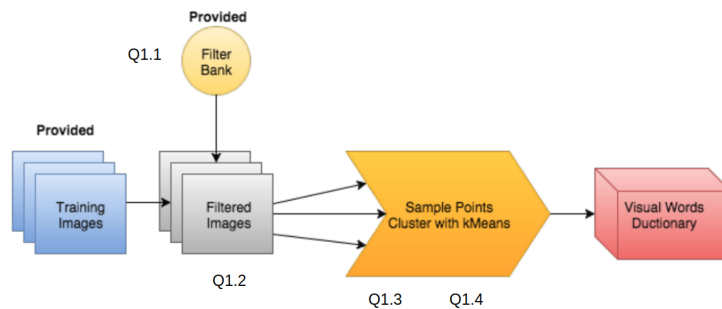 Provided
Q1.1
Filter
Bank
Provided
Training
Images
Filtered
Images
Sample Points
Cluster with kMeans
Visual Words
Ductionary
Q1.2
Q1.3
Q1.4